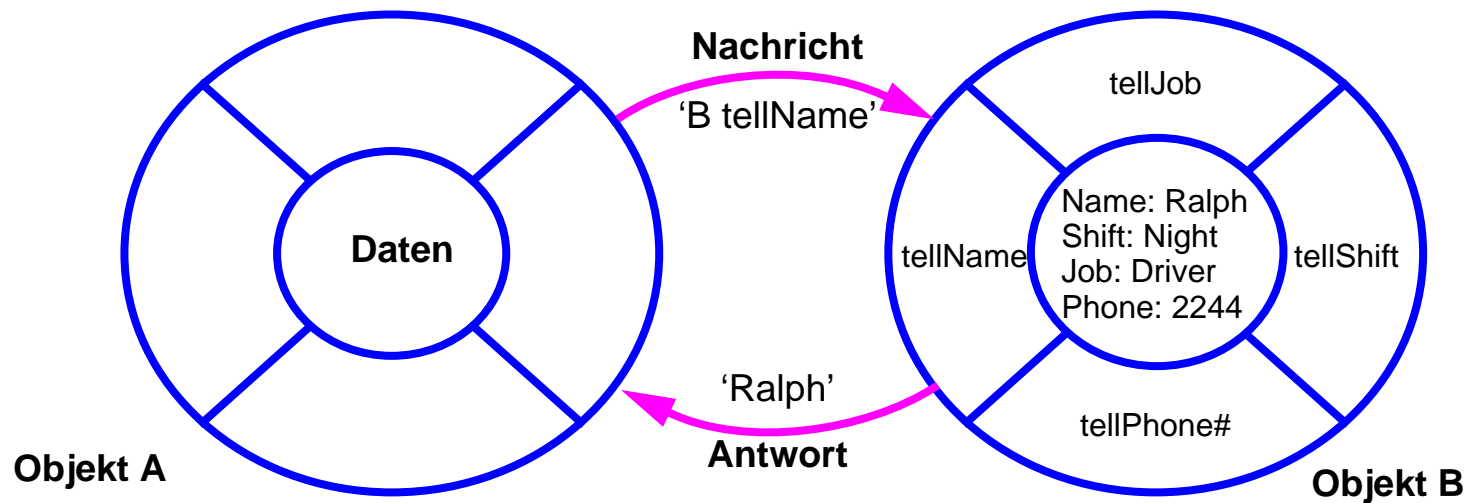 Nachricht
‘B tellName’
tellJob
Daten
tellName
Name: Ralph
Shift: Night
Job: Driver
Phone: 2244
tellShift
‘Ralph’
Antwort
tellPhone#
Objekt A
Objekt B